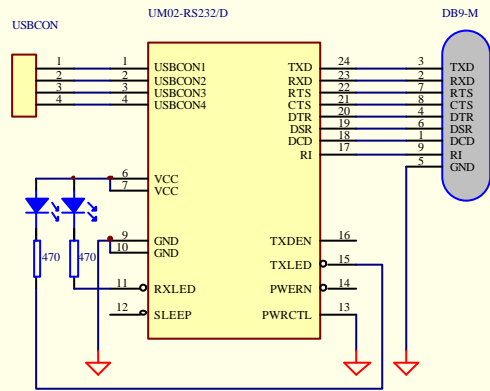 USBCON
UM02-RS232/D
DB9-M
1 1 USBCON1 TXD 24 3 TXD
2 2 USBCON2 RXD 23 2 RXD
3 3 USBCON3 RTS 22 7 RTS
4 4 USBCON4 CTS 21 8 CTS
DTR 20 4 DTR
DSR 19 6 DSR
DCD 18 1 DCD
RI 17 9 RI
5 GND
6 VCC
7 VCC
9 GND TXDEN 16
10 GND
470 470
TXLED 15
11 RXLED PWERN 14
12 SLEEP PWRCTL 13